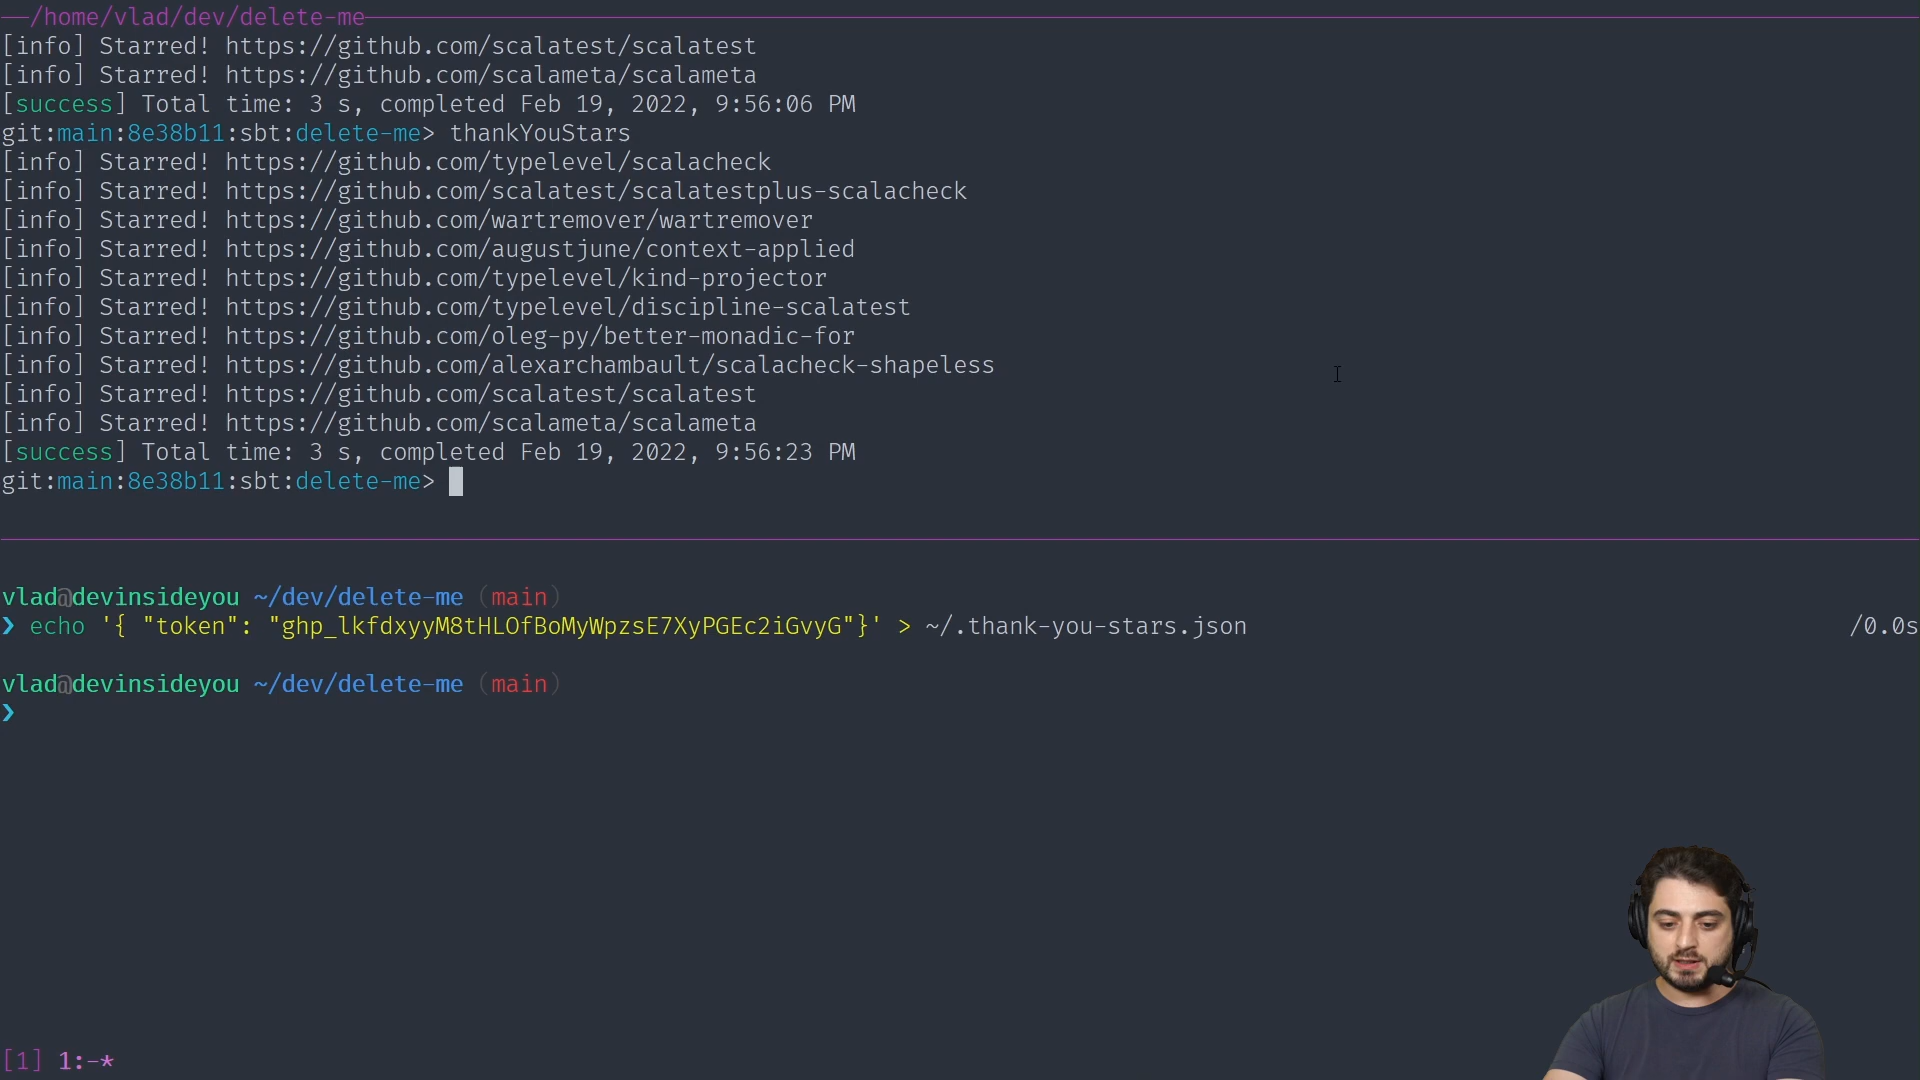 /home/vlad/dev/delete-me
[info] Starred! https://github.com/scalatest/scalatest
[info] Starred! https://github.com/scalameta/scalameta
[success] Total time: 3 s, completed Feb 19, 2022, 9:56:06 PM
git:main:8e38b11:sbt:delete-me> thankYouStars
[info] Starred! https://github.com/typelevel/scalacheck
[info] Starred! https://github.com/scalatest/scalatestplus-scalacheck
[info] Starred! https://github.com/wartremover/wartremover
[info] Starred! https://github.com/augustjune/context-applied
[info] Starred! https://github.com/typelevel/kind-projector
[info] Starred! https://github.com/typelevel/discipline-scalatest
[info] Starred! https://github.com/oleg-py/better-monadic-for
[info] Starred! https://github.com/alexarchambault/scalacheck-shapeless
[info] Starred! https://github.com/scalatest/scalatest
[info] Starred! https://github.com/scalameta/scalameta
[success] Total time: 3 s, completed Feb 19, 2022, 9:56:23 PM
git:main:8e38b11:sbt:delete-me>
vlad@devinsideyou ~/dev/delete-me (main)
❯ echo '{ "token": "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"}' > ~/.thank-you-stars.json /0.0s
vlad@devinsideyou ~/dev/delete-me (main)
❯
[1] 1:-*